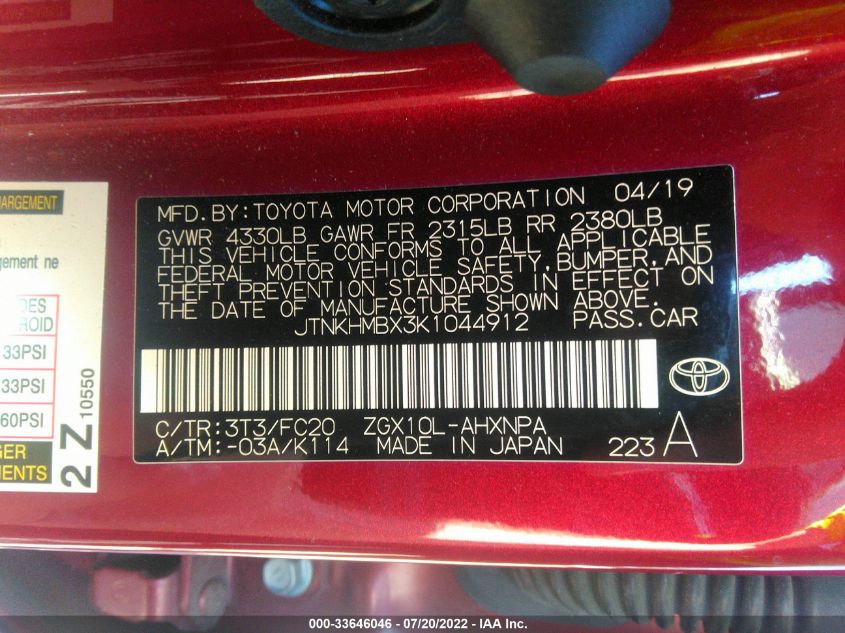 MFD.BY:TOYOTA MOTOR CORPORATION 04/19
GVWR 4330LB GAWR FR 2315LB RR 2380LB
THIS VEHICLE CONFORMS TO ALL APPLICABLE
FEDERAL MOTOR VEHICLE SAFETY,BUMPER,AND
THEFT PREVENTION STANDARDS IN EFFECT ON
THE DATE OF MANUFACTURE SHOWN ABOVE.
JTNKHMBX3K1044912 PASS.CAR
C/TR:3T3/FC20 ZGX10L-AHXNPA
A/TM:-03A/K114 MADE IN JAPAN 223 A
HARGEMENT
gement ne
DES
ROID
33PSI
33PSI
60PSI
GER
MENTS
2 Z 10550
000-33646046 / 07/20/2022 - IAA Inc.